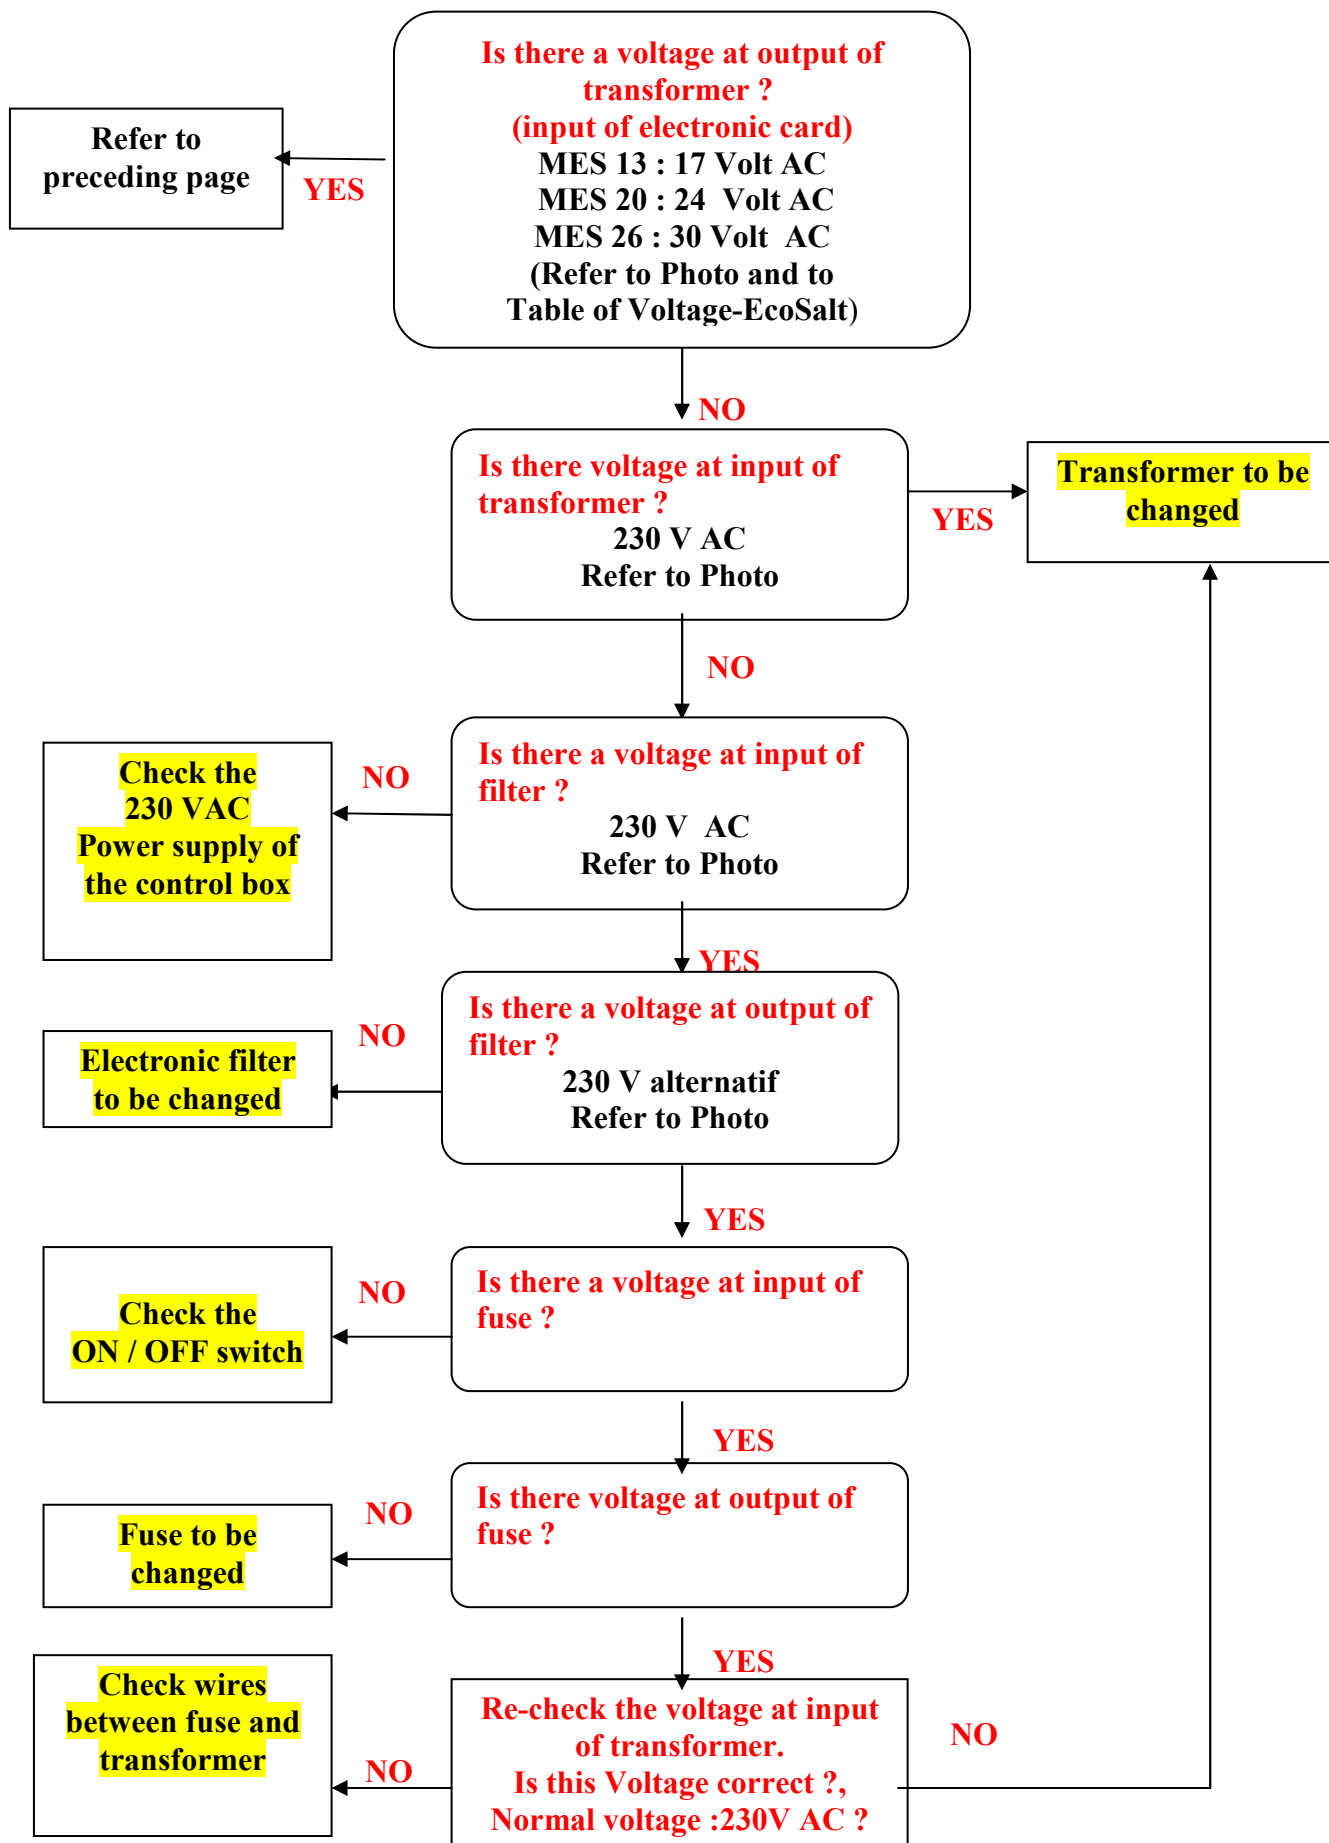 Is there a voltage at output of
transformer ?
(input of electronic card)
MES 13 : 17 Volt AC
MES 20 : 24 Volt AC
MES 26 : 30 Volt AC
(Refer to Photo and to
Table of Voltage-EcoSalt)
Refer to
preceding page
YES
NO
Is there voltage at input of
transformer ?
230 V AC
Refer to Photo
YES
Transformer to be
changed
NO
Is there a voltage at input of
filter ?
230 V AC
Refer to Photo
NO
Check the
230 VAC
Power supply of
the control box
YES
Is there a voltage at output of
filter ?
230 V alternatif
Refer to Photo
NO
Electronic filter
to be changed
YES
Is there a voltage at input of
fuse ?
NO
Check the
ON / OFF switch
YES
Is there voltage at output of
fuse ?
NO
Fuse to be
changed
YES
Re-check the voltage at input
of transformer.
Is this Voltage correct ?,
Normal voltage :230V AC ?
NO
Check wires
between fuse and
transformer
NO